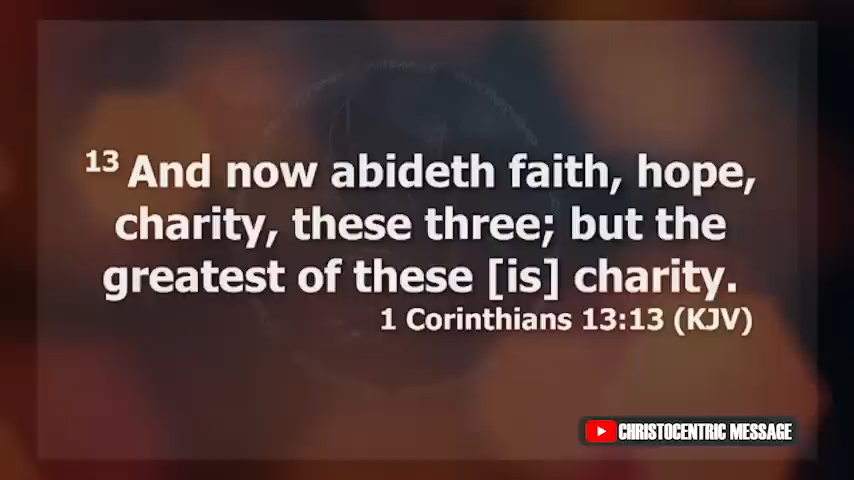 13 And now abideth faith, hope,
charity, these three; but the
greatest of these [is] charity.
1 Corinthians 13:13 (KJV)
CHRISTOCENTRIC MESSAGE